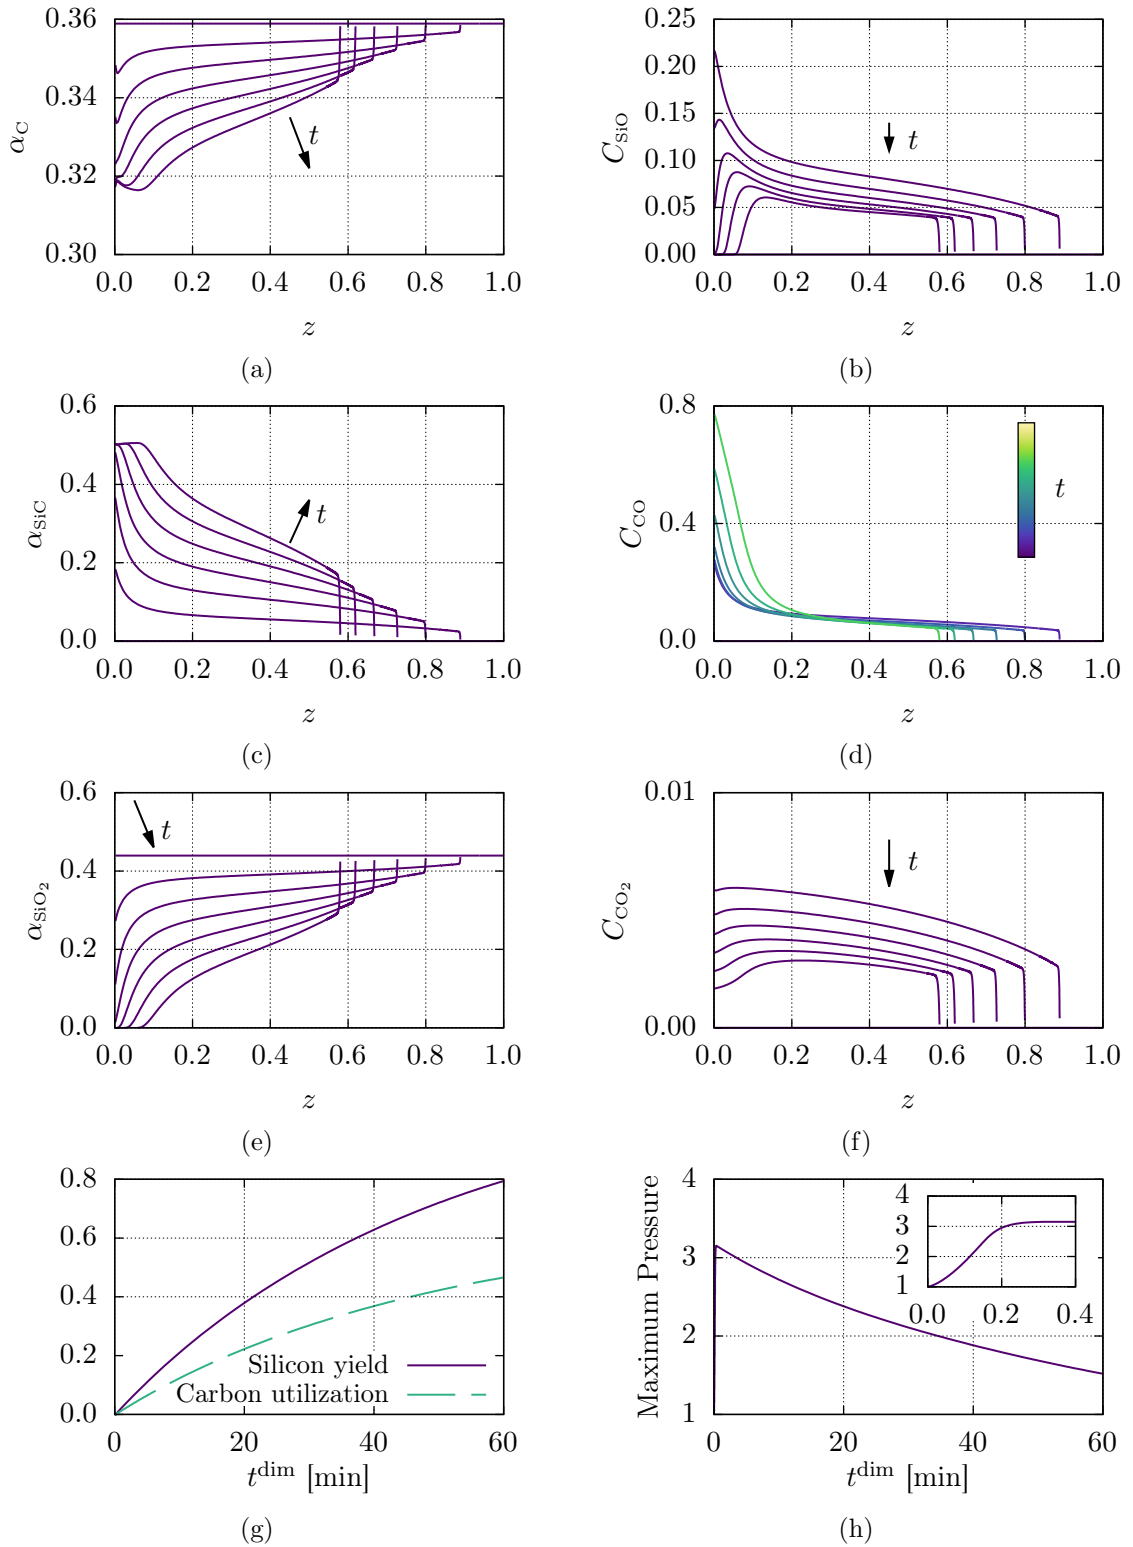 0.36
0.34
0.32
0.30
α_C
t
0.0 0.2 0.4 0.6 0.8 1.0
z
(a)
0.25
0.20
0.15
0.10
0.05
0.00
C_SiO
t
0.0 0.2 0.4 0.6 0.8 1.0
z
(b)
0.6
0.4
0.2
0.0
α_SiC
t
0.0 0.2 0.4 0.6 0.8 1.0
z
(c)
0.8
0.4
0.0
C_CO
t
0.0 0.2 0.4 0.6 0.8 1.0
z
(d)
0.6
0.4
0.2
0.0
α_SiO₂
t
0.0 0.2 0.4 0.6 0.8 1.0
z
(e)
0.01
0.00
C_CO₂
t
0.0 0.2 0.4 0.6 0.8 1.0
z
(f)
0.8
0.6
0.4
0.2
0.0
Silicon yield
Carbon utilization
0 20 40 60
t^dim [min]
(g)
4
3
2
1
Maximum Pressure
4
3
2
1
0.0 0.2 0.4
0 20 40 60
t^dim [min]
(h)